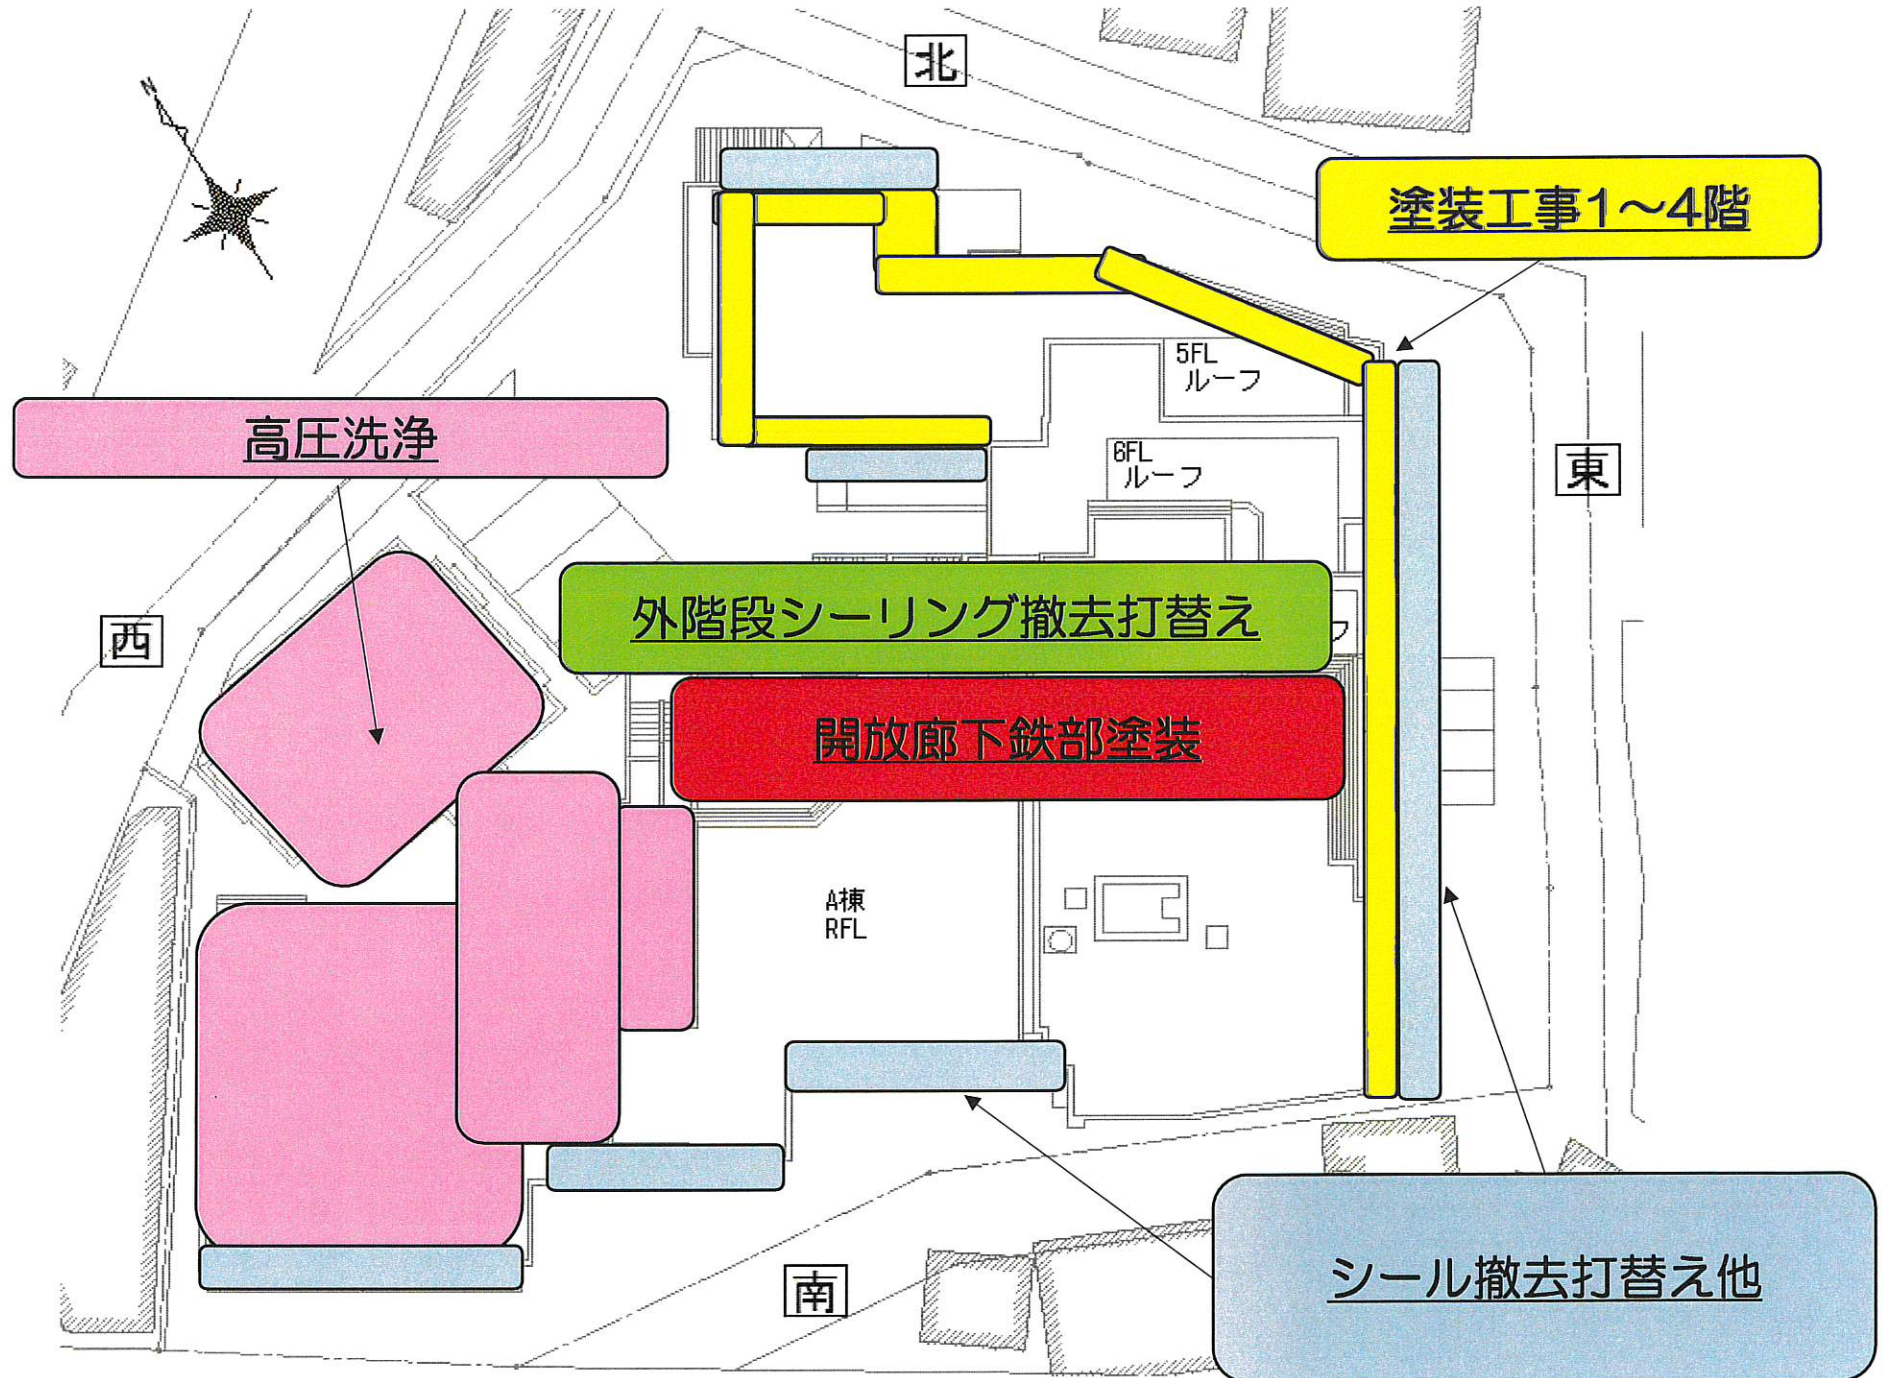 北
N
塗装工事1〜4階
5FL
ルーフ
高圧洗浄
6FL
ルーフ
東
外階段シーリング撤去打替え
フ
西
開放廊下鉄部塗装
A棟
RFL
シール撤去打替え他
南